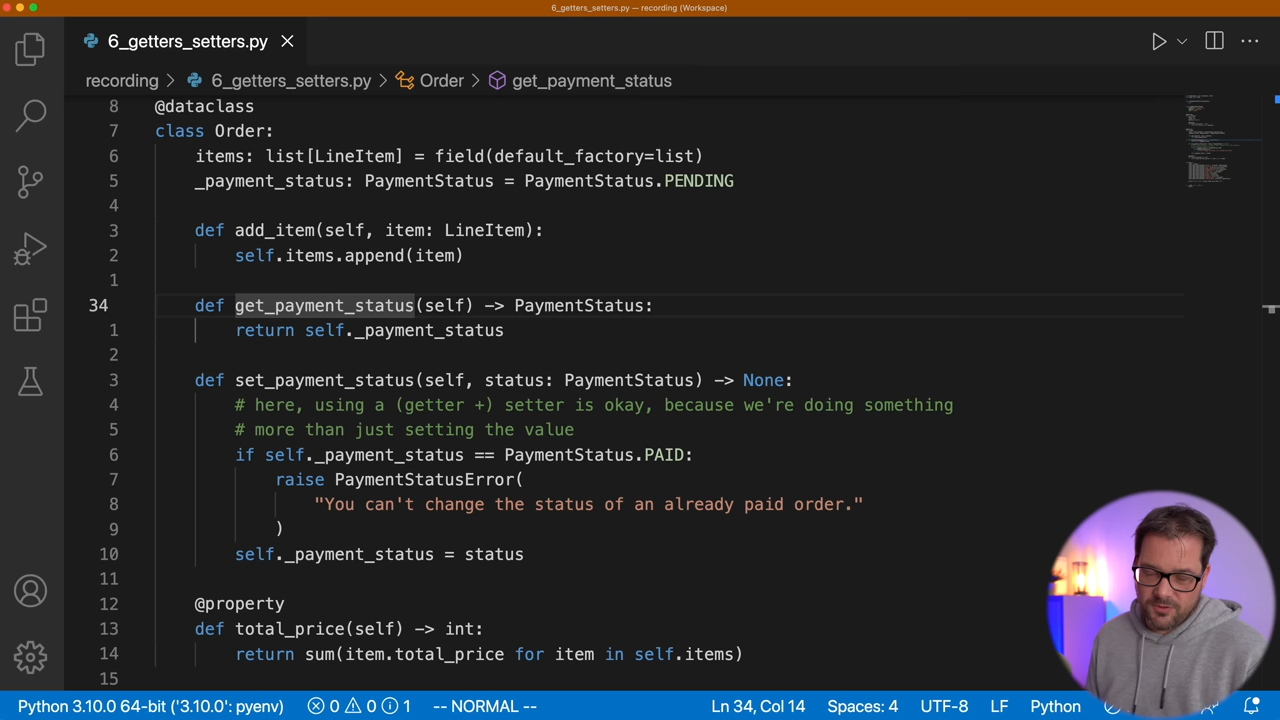 6_getters_setters.py — recording (Workspace)
6_getters_setters.py
recording > 6_getters_setters.py > Order > get_payment_status
8 @dataclass
7 class Order:
6 items: list[LineItem] = field(default_factory=list)
5 _payment_status: PaymentStatus = PaymentStatus.PENDING
4
3 def add_item(self, item: LineItem):
2 self.items.append(item)
1
34 def get_payment_status(self) -> PaymentStatus:
1 return self._payment_status
2
3 def set_payment_status(self, status: PaymentStatus) -> None:
4 # here, using a (getter +) setter is okay, because we're doing something
5 # more than just setting the value
6 if self._payment_status == PaymentStatus.PAID:
7 raise PaymentStatusError(
8 "You can't change the status of an already paid order."
9 )
10 self._payment_status = status
11
12 @property
13 def total_price(self) -> int:
14 return sum(item.total_price for item in self.items)
15
Python 3.10.0 64-bit ('3.10.0': pyenv) 0 0 1 -- NORMAL -- Ln 34, Col 14 Spaces: 4 UTF-8 LF Python